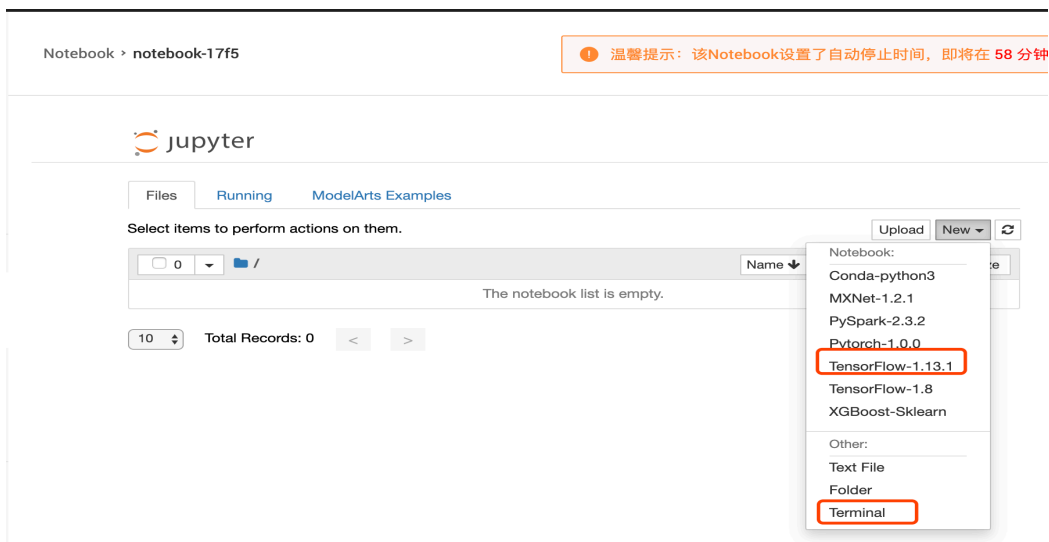 Notebook > notebook-17f5
温馨提示：该Notebook设置了自动停止时间，即将在 58 分钟
jupyter
Files Running ModelArts Examples
Select items to perform actions on them.
Upload New
0 / Name
The notebook list is empty.
10 Total Records: 0 < >
Notebook:
Conda-python3
MXNet-1.2.1
PySpark-2.3.2
Pytorch-1.0.0
TensorFlow-1.13.1
TensorFlow-1.8
XGBoost-Sklearn
Other:
Text File
Folder
Terminal